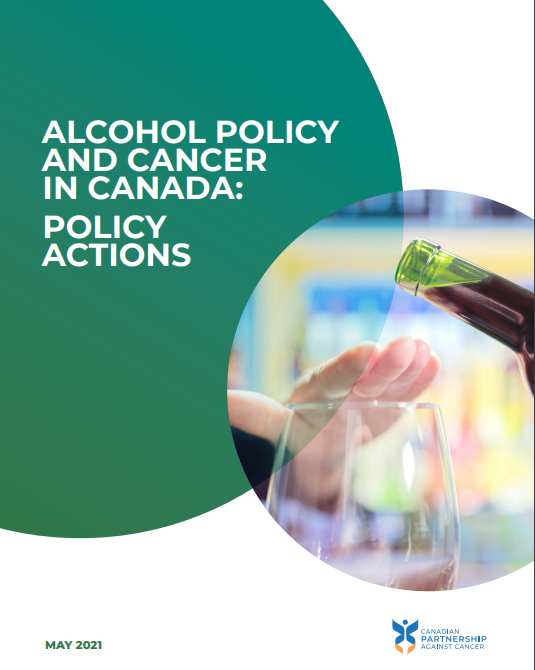 ALCOHOL POLICY
AND CANCER
IN CANADA:
POLICY
ACTIONS
MAY 2021
CANADIAN
PARTNERSHIP
AGAINST CANCER